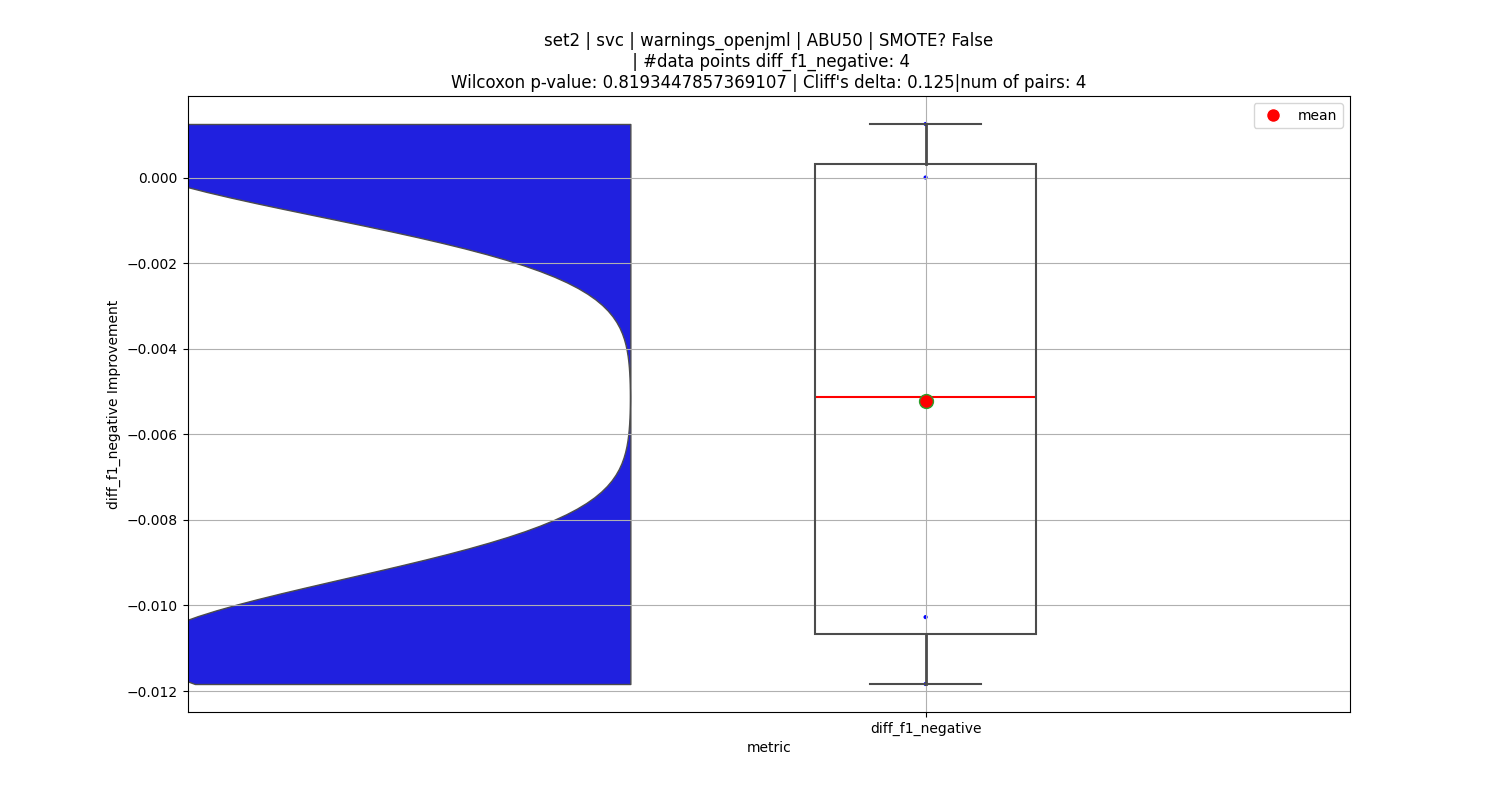 set2 | svc | warnings_openjml | ABU50 | SMOTE? False
| #data points diff_f1_negative: 4
Wilcoxon p-value: 0.8193447857369107 | Cliff's delta: 0.125|num of pairs: 4
mean
0.000
−0.002
−0.004
−0.006
−0.008
−0.010
−0.012
diff_f1_negative Improvement
diff_f1_negative
metric